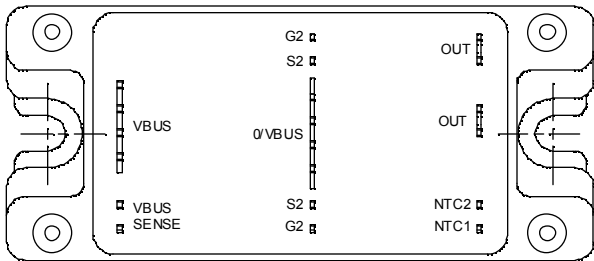 G2
S2
OUT
VBUS
0/VBUS
OUT
VBUS
SENSE
S2
G2
NTC2
NTC1